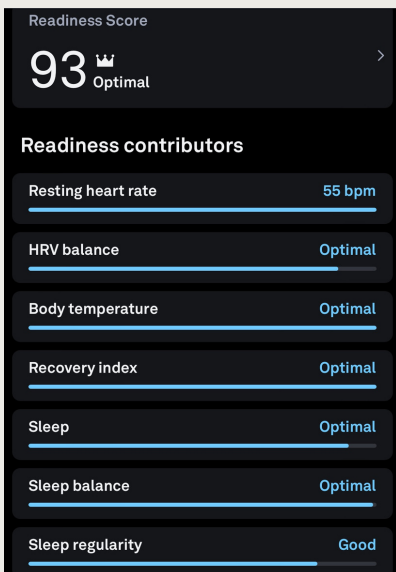 Readiness Score
93 Optimal
Readiness contributors
Resting heart rate 55 bpm
HRV balance Optimal
Body temperature Optimal
Recovery index Optimal
Sleep Optimal
Sleep balance Optimal
Sleep regularity Good